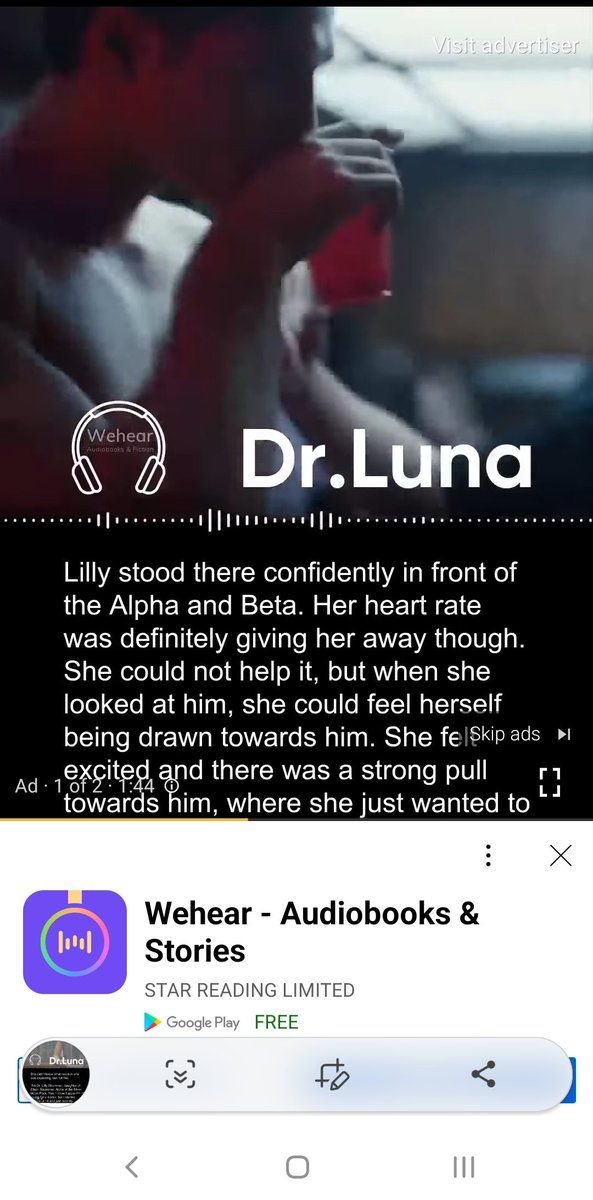 Visit advertiser
Wehear
Audiobooks & Fiction
Dr.Luna
Lilly stood there confidently in front of
the Alpha and Beta. Her heart rate
was definitely giving her away though.
She could not help it, but when she
looked at him, she could feel herself
being drawn towards him. She felt
Skip ads
excited and there was a strong pull
Ad · 1 of 2 · 1:44
towards him, where she just wanted to
Wehear - Audiobooks &
Stories
STAR READING LIMITED
Google Play FREE
Dr.Luna